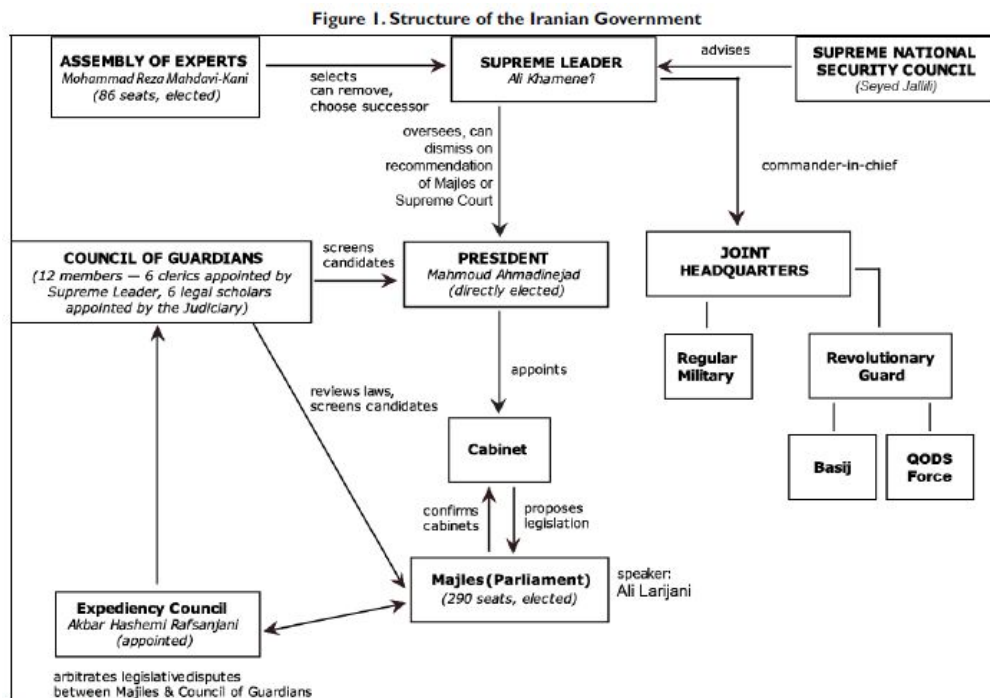 Figure 1. Structure of the Iranian Government
ASSEMBLY OF EXPERTS
Mohammad Reza Mahdavi-Kani
(86 seats, elected)
selects
can remove,
choose successor
SUPREME LEADER
Ali Khamene'i
advises
SUPREME NATIONAL
SECURITY COUNCIL
(Seyed Jallili)
oversees, can
dismiss on
recommendation
of Majles or
Supreme Court
commander-in-chief
COUNCIL OF GUARDIANS
(12 members — 6 clerics appointed by
Supreme Leader, 6 legal scholars
appointed by the Judiciary)
screens
candidates
PRESIDENT
Mahmoud Ahmadinejad
(directly elected)
JOINT
HEADQUARTERS
Regular
Military
Revolutionary
Guard
reviews laws,
screens candidates
appoints
Cabinet
Basij
QODS
Force
confirms
cabinets
proposes
legislation
Majles (Parliament)
(290 seats, elected)
speaker:
Ali Larijani
Expediency Council
Akbar Hashemi Rafsanjani
(appointed)
arbitrates legislativedisputes
between Majiles & Council of Guardians